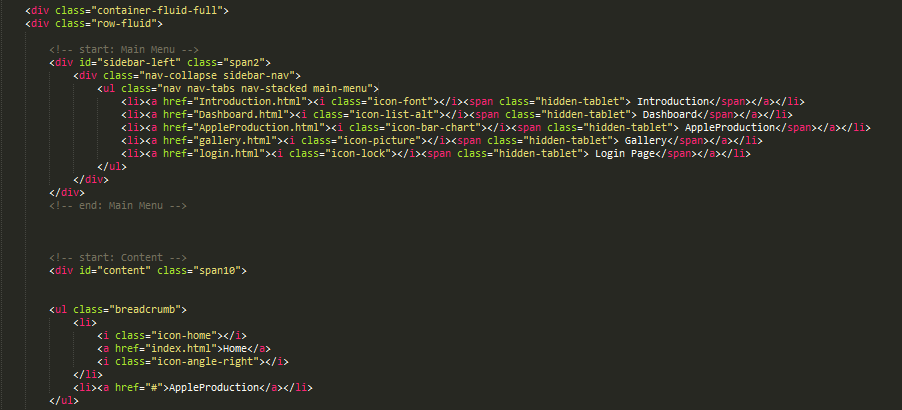 <div class="container-fluid-full">
<div class="row-fluid">
<!-- start: Main Menu -->
<div id="sidebar-left" class="span2">
<div class="nav-collapse sidebar-nav">
<ul class="nav nav-tabs nav-stacked main-menu">
<li><a href="Introduction.html"><i class="icon-font"></i><span class="hidden-tablet"> Introduction</span></a></li>
<li><a href="Dashboard.html"><i class="icon-list-alt"></i><span class="hidden-tablet"> Dashboard</span></a></li>
<li><a href="AppleProduction.html"><i class="icon-bar-chart"></i><span class="hidden-tablet"> AppleProduction</span></a></li>
<li><a href="gallery.html"><i class="icon-picture"></i><span class="hidden-tablet"> Gallery</span></a></li>
<li><a href="login.html"><i class="icon-lock"></i><span class="hidden-tablet"> Login Page</span></a></li>
</ul>
</div>
</div>
<!-- end: Main Menu -->
<!-- start: Content -->
<div id="content" class="span10">
<ul class="breadcrumb">
<li>
<i class="icon-home"></i>
<a href="index.html">Home</a>
<i class="icon-angle-right"></i>
</li>
<li><a href="#">AppleProduction</a></li>
</ul>